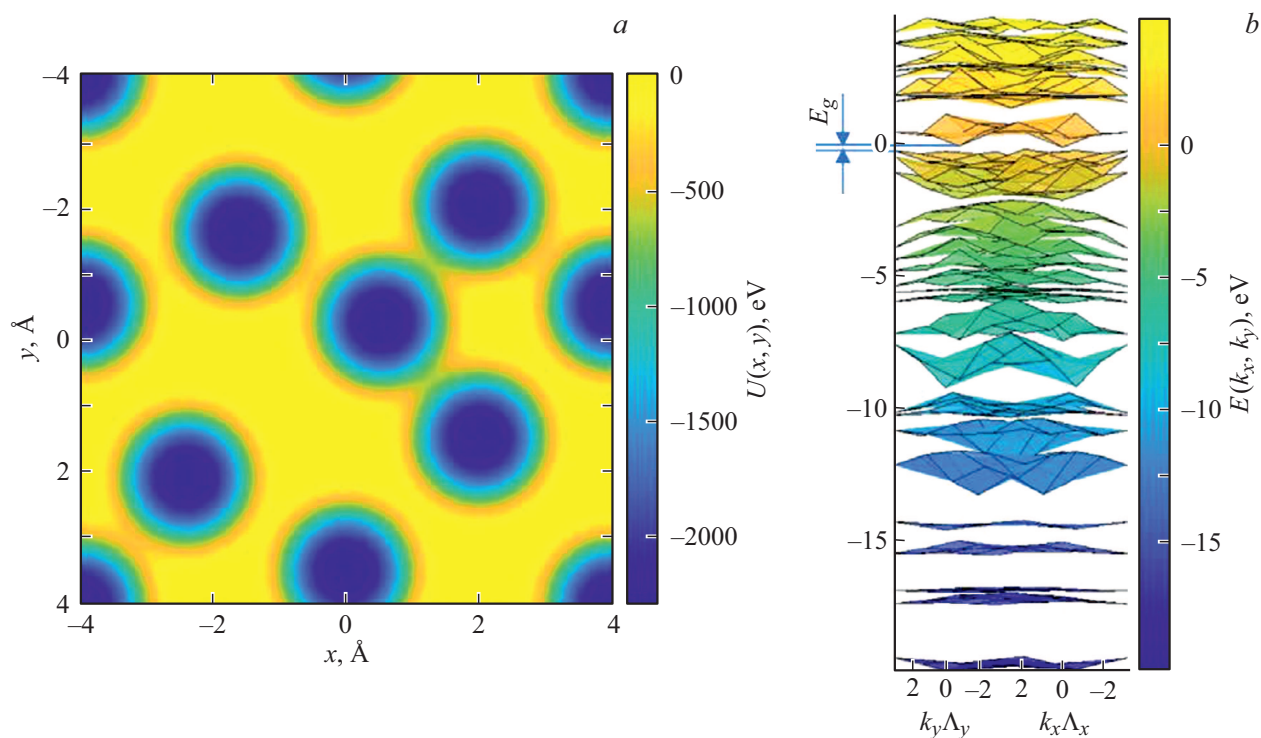 a
–4
–2
0
2
4
y, Å
–4
–2
0
2
4
x, Å
0
–500
–1000
–1500
–2000
U(x, y), eV
b
E_g
0
–5
–10
–15
2 0 –2 2 0 –2
k_yΛ_y k_xΛ_x
0
–5
–10
–15
E(k_x, k_y), eV